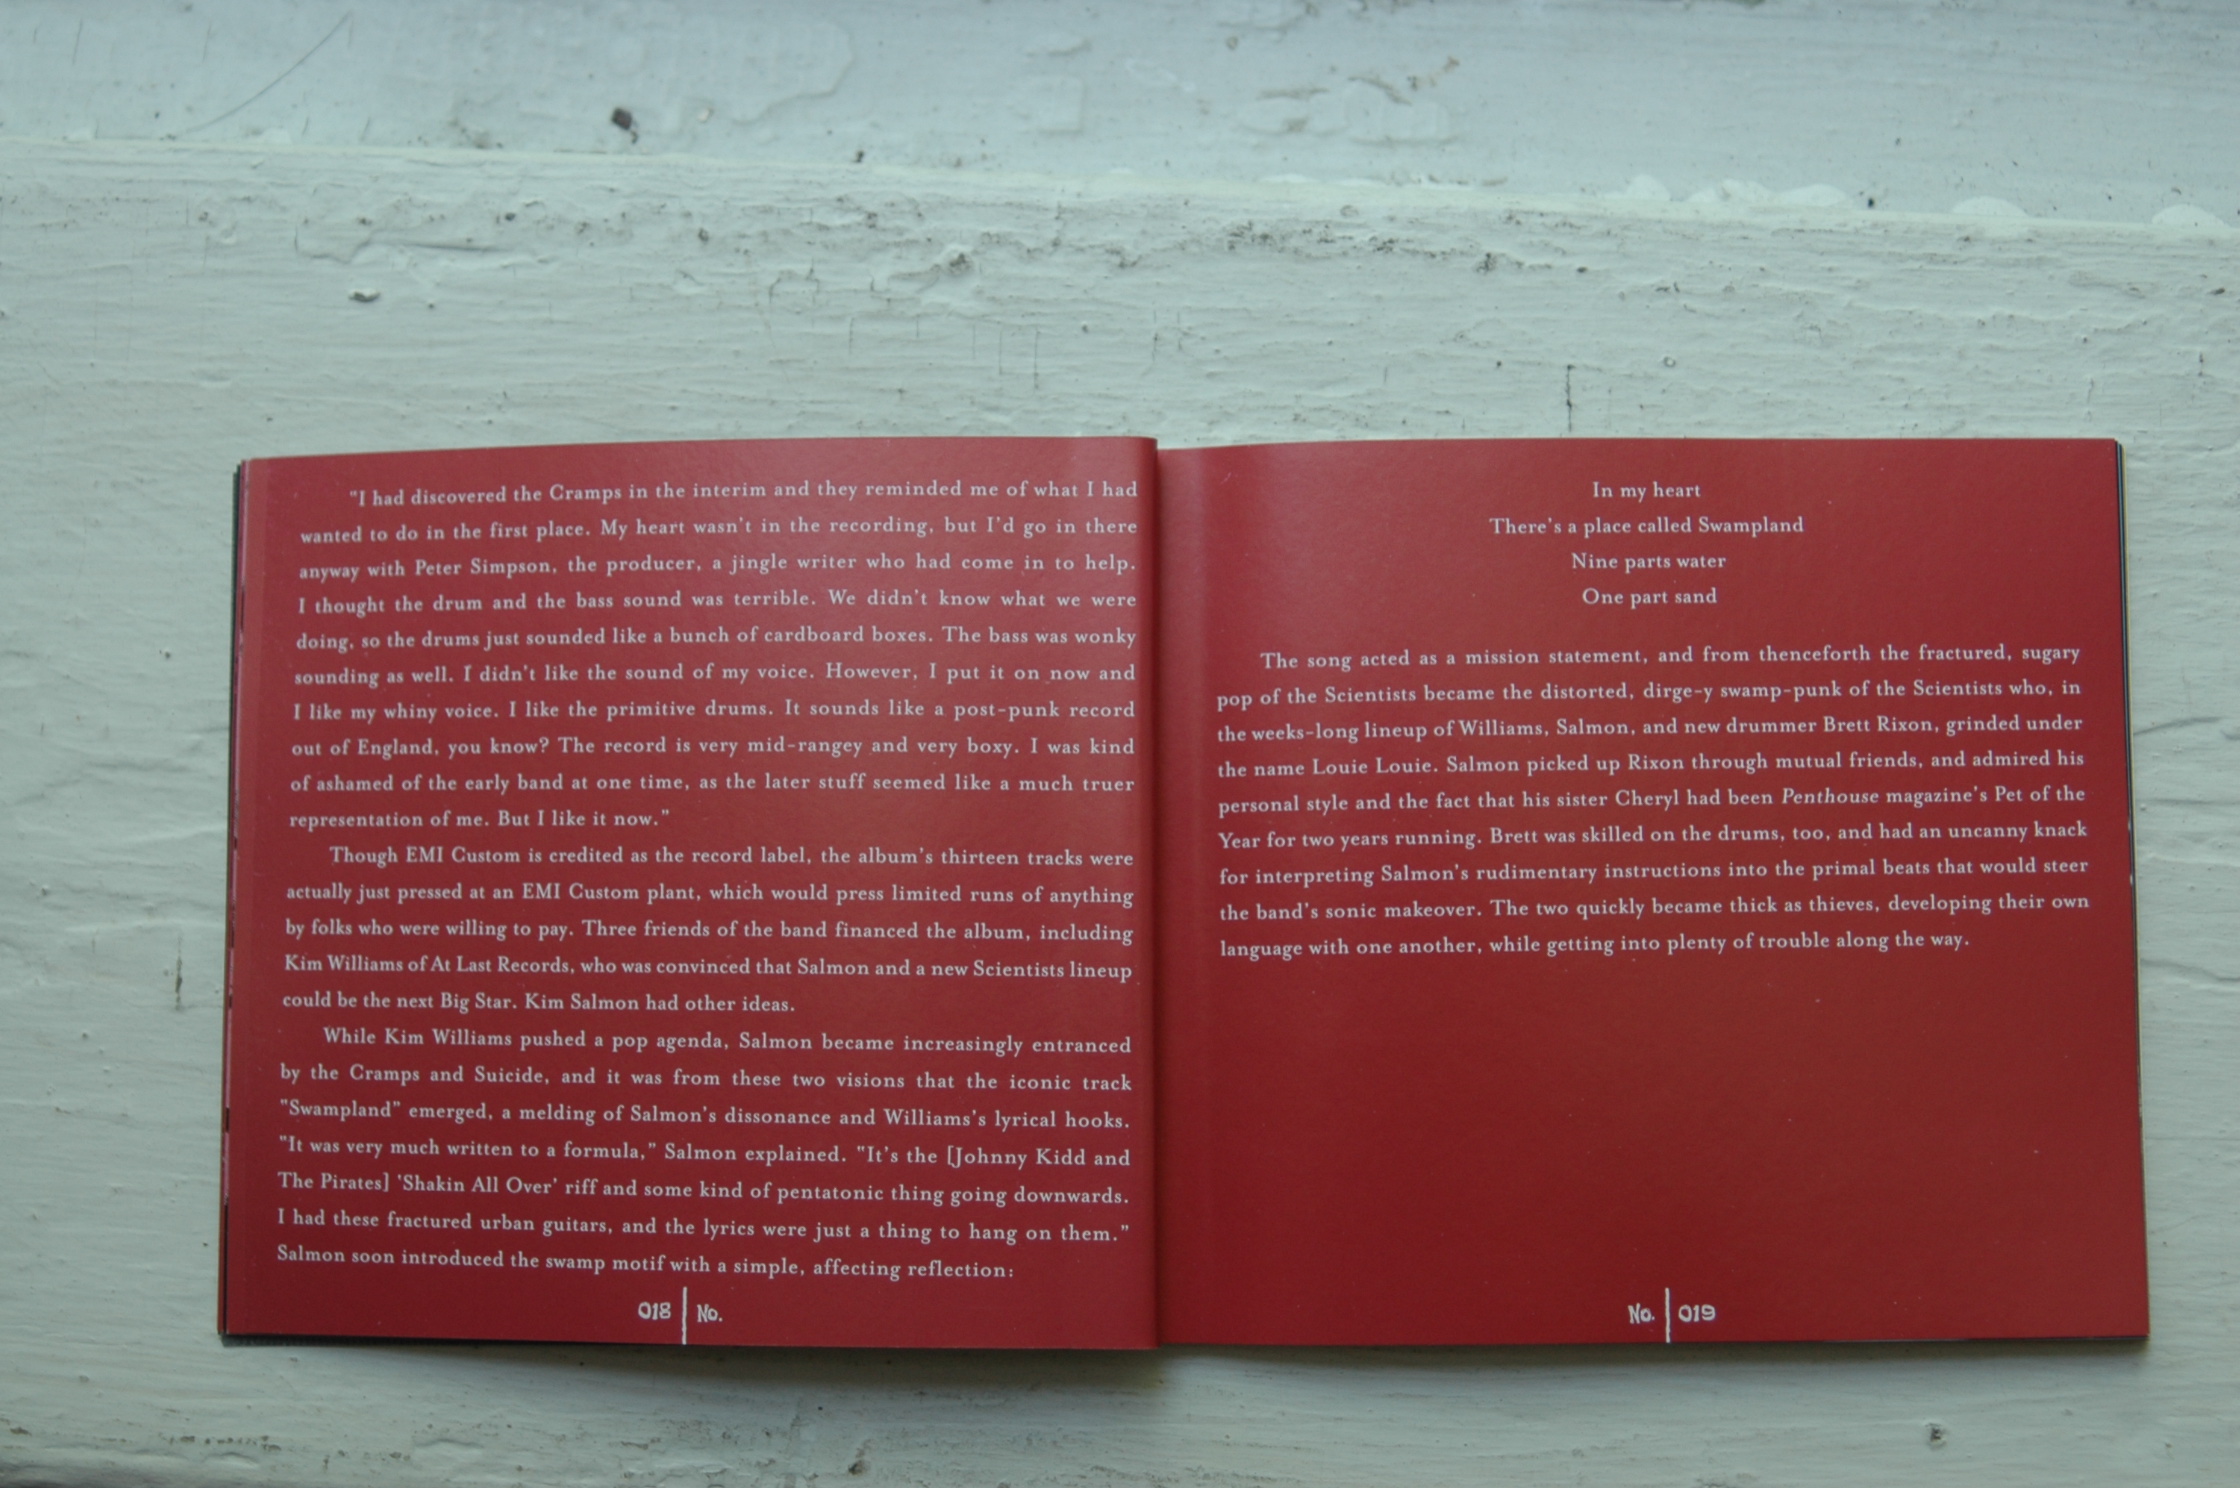 "I had discovered the Cramps in the interim and they reminded me of what I had
wanted to do in the first place. My heart wasn't in the recording, but I'd go in there
anyway with Peter Simpson, the producer, a jingle writer who had come in to help.
I thought the drum and the bass sound was terrible. We didn't know what we were
doing, so the drums just sounded like a bunch of cardboard boxes. The bass was wonky
sounding as well. I didn't like the sound of my voice. However, I put it on now and
I like my whiny voice. I like the primitive drums. It sounds like a post-punk record
out of England, you know? The record is very mid-rangey and very boxy. I was kind
of ashamed of the early band at one time, as the later stuff seemed like a much truer
representation of me. But I like it now."
Though EMI Custom is credited as the record label, the album's thirteen tracks were
actually just pressed at an EMI Custom plant, which would press limited runs of anything
by folks who were willing to pay. Three friends of the band financed the album, including
Kim Williams of At Last Records, who was convinced that Salmon and a new Scientists lineup
could be the next Big Star. Kim Salmon had other ideas.
While Kim Williams pushed a pop agenda, Salmon became increasingly entranced
by the Cramps and Suicide, and it was from these two visions that the iconic track
"Swampland" emerged, a melding of Salmon's dissonance and Williams's lyrical hooks.
"It was very much written to a formula," Salmon explained. "It's the [Johnny Kidd and
The Pirates] 'Shakin All Over' riff and some kind of pentatonic thing going downwards.
I had these fractured urban guitars, and the lyrics were just a thing to hang on them."
Salmon soon introduced the swamp motif with a simple, affecting reflection:
018 | No.
In my heart
There's a place called Swampland
Nine parts water
One part sand
The song acted as a mission statement, and from thenceforth the fractured, sugary
pop of the Scientists became the distorted, dirge-y swamp-punk of the Scientists who, in
the weeks-long lineup of Williams, Salmon, and new drummer Brett Rixon, grinded under
the name Louie Louie. Salmon picked up Rixon through mutual friends, and admired his
personal style and the fact that his sister Cheryl had been Penthouse magazine's Pet of the
Year for two years running. Brett was skilled on the drums, too, and had an uncanny knack
for interpreting Salmon's rudimentary instructions into the primal beats that would steer
the band's sonic makeover. The two quickly became thick as thieves, developing their own
language with one another, while getting into plenty of trouble along the way.
No. | 019